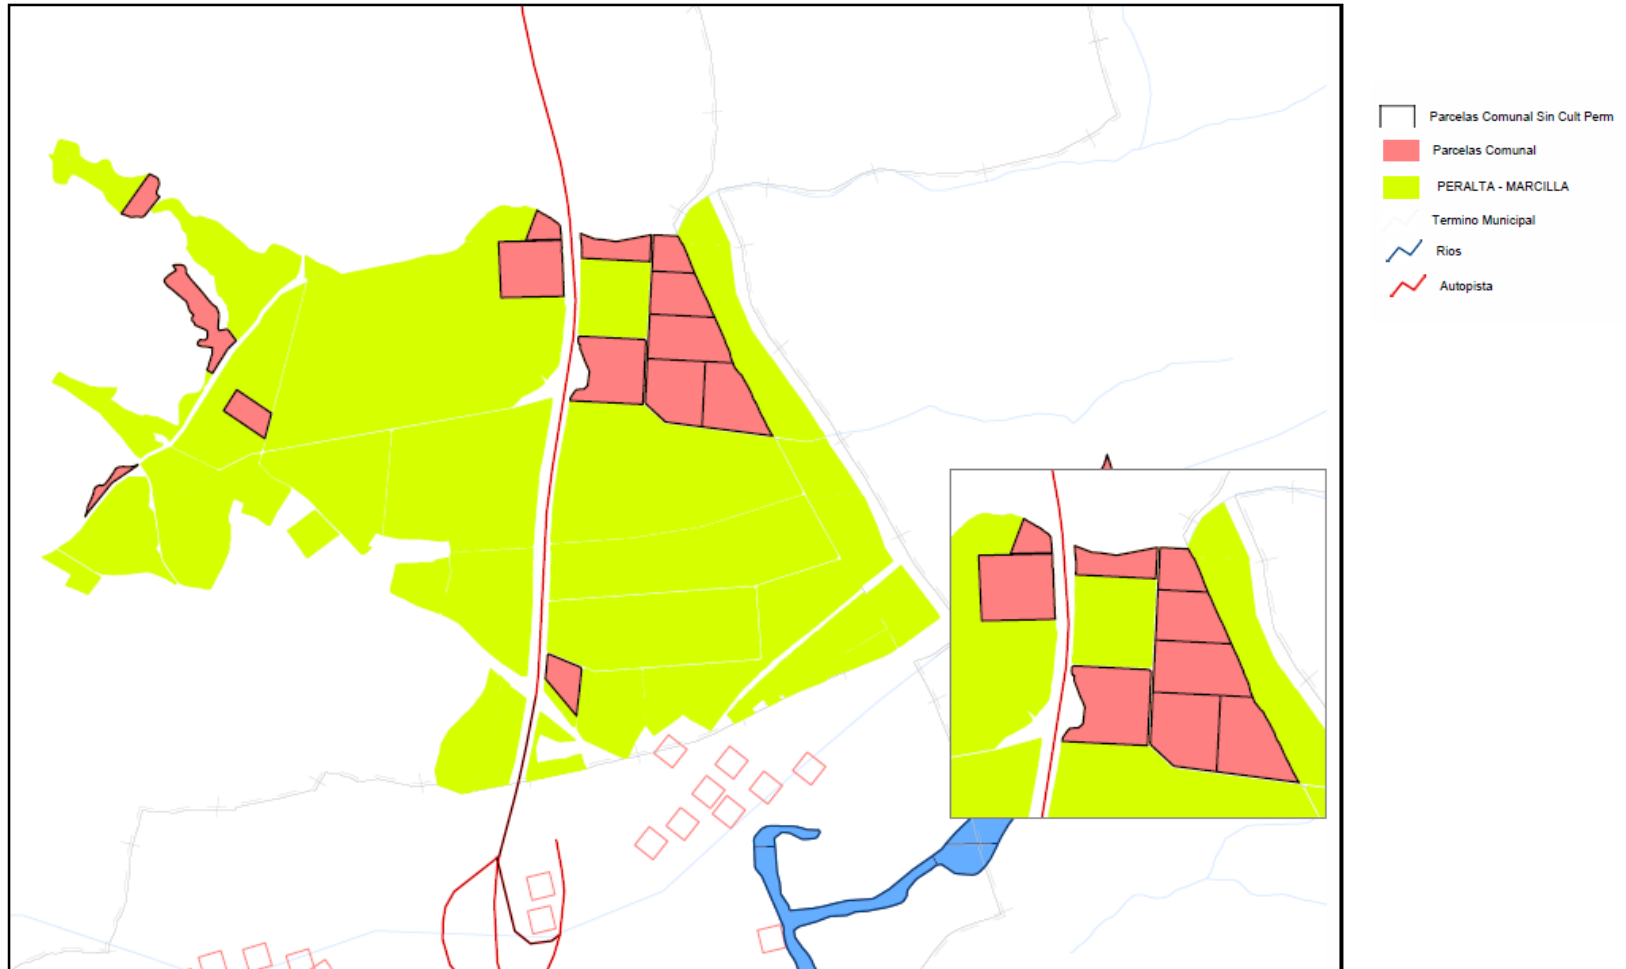 Parcelas Comunal Sin Cult Perm
Parcelas Comunal
PERALTA - MARCILLA
Termino Municipal
Rios
Autopista